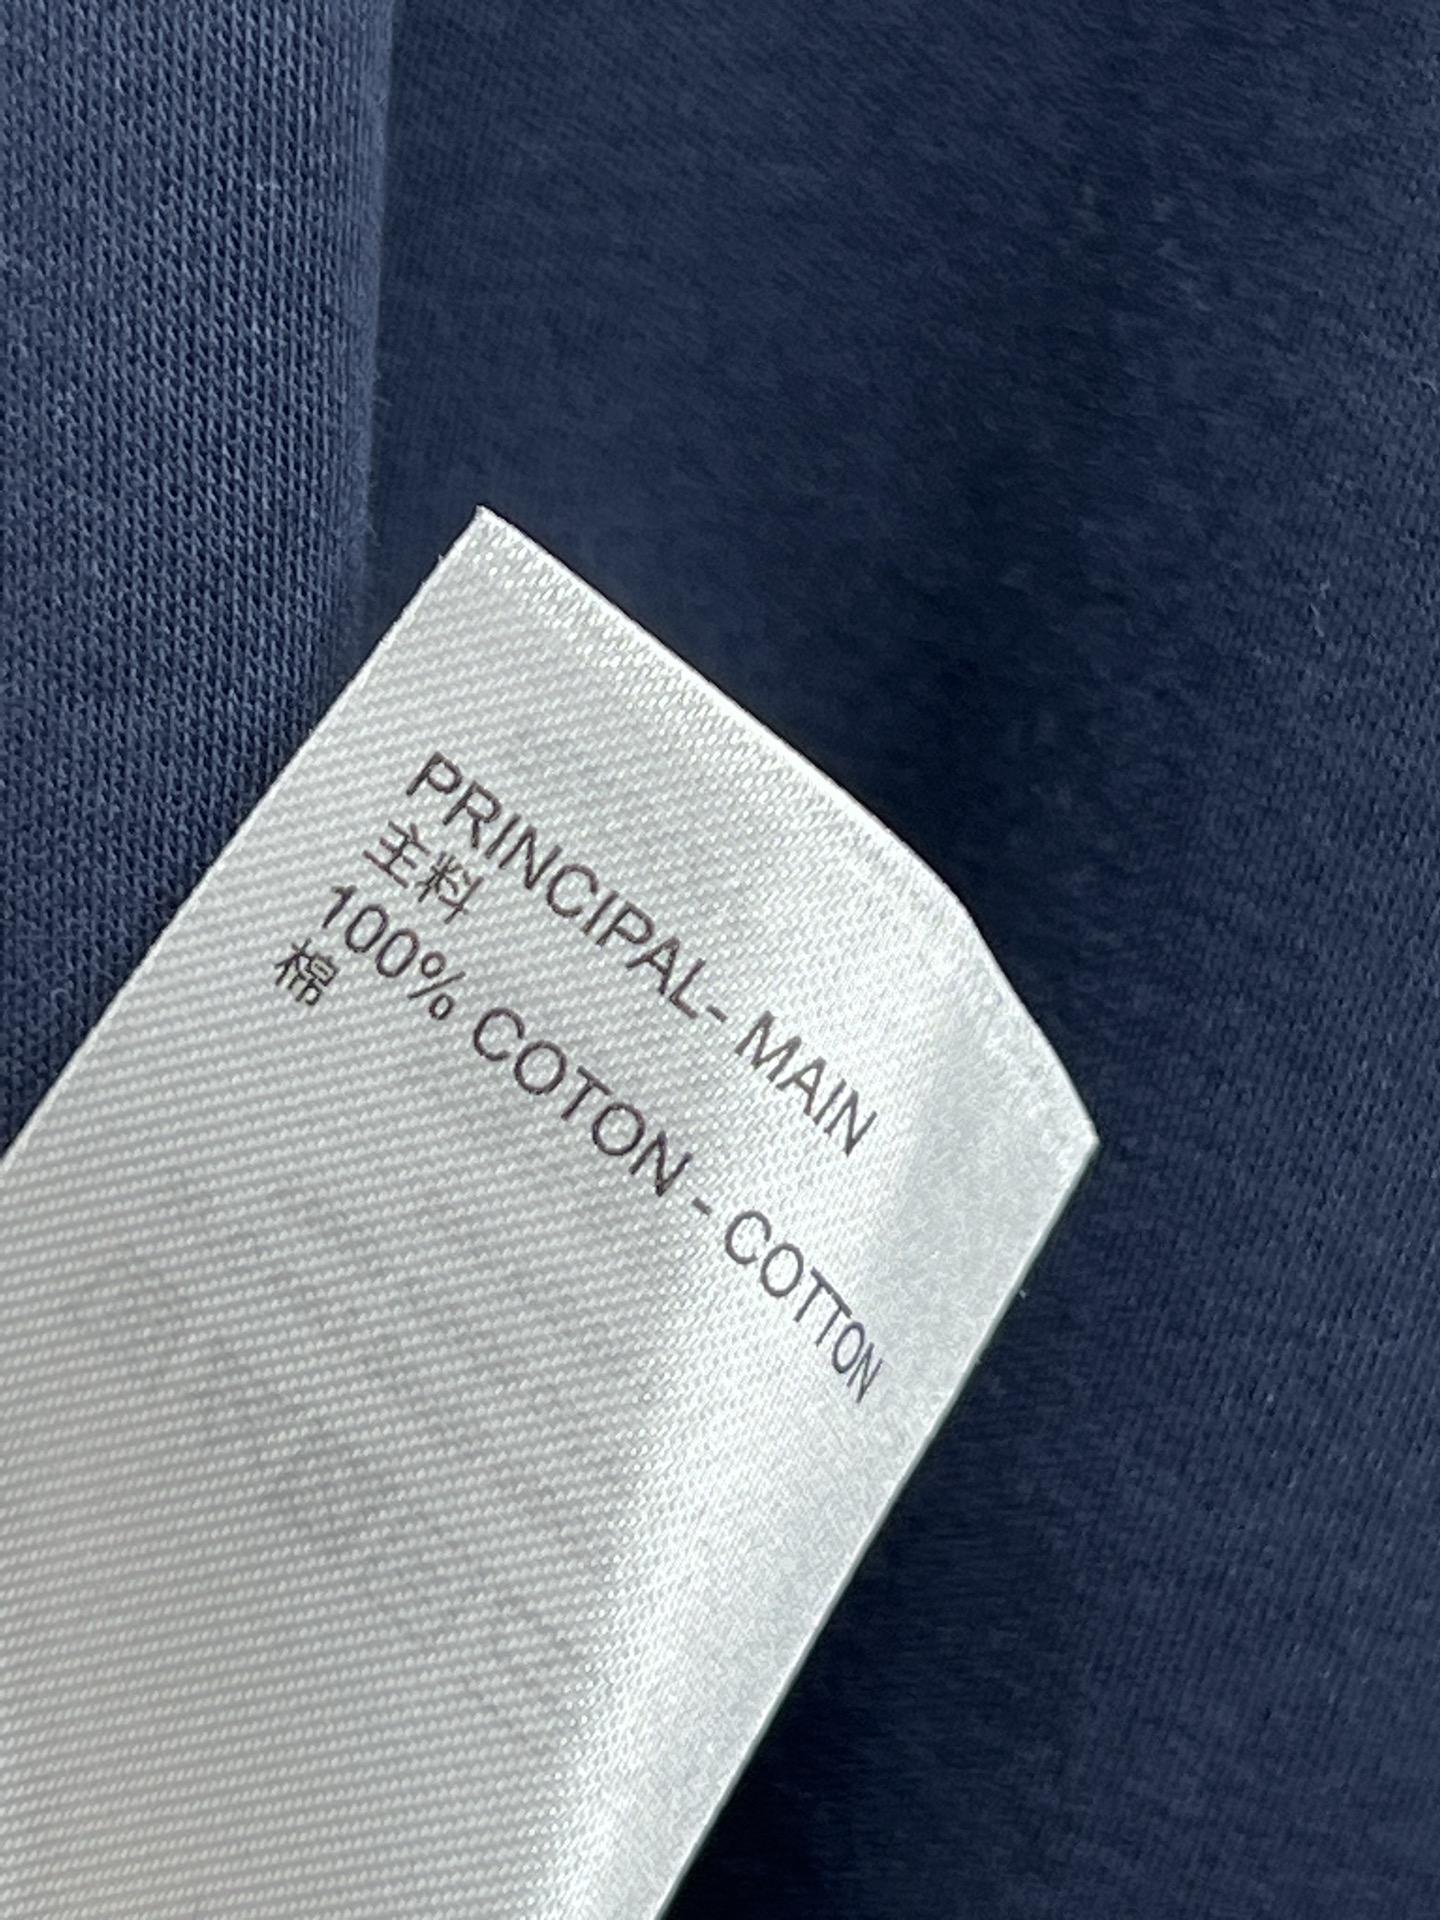 PRINCIPAL- MAIN
主料
100% COTON - COTTON
棉